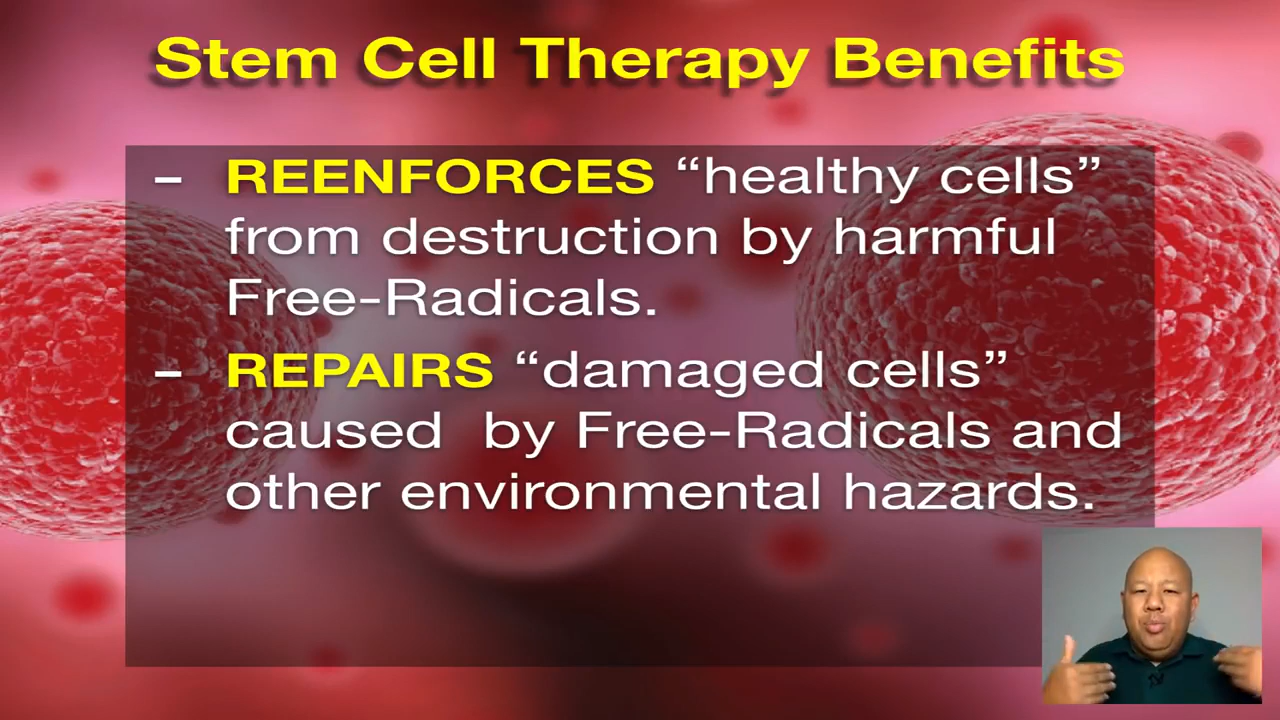 Stem Cell Therapy Benefits
– REENFORCES “healthy cells”
from destruction by harmful
Free-Radicals.
– REPAIRS “damaged cells”
caused  by Free-Radicals and
other environmental hazards.